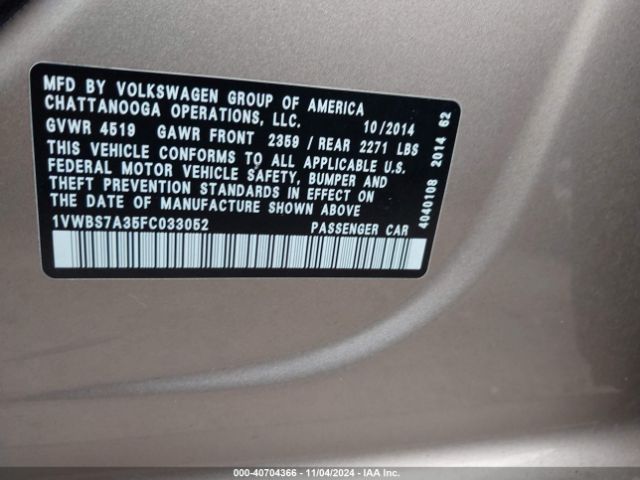 MFD BY VOLKSWAGEN GROUP OF AMERICA
CHATTANOOGA OPERATIONS, LLC. 10/2014
GVWR 4519 GAWR FRONT 2359 / REAR 2271 LBS
THIS VEHICLE CONFORMS TO ALL APPLICABLE U.S.
FEDERAL MOTOR VEHICLE SAFETY, BUMPER AND
THEFT PREVENTION STANDARDS IN EFFECT ON
THE DATE OF MANUFACTURE SHOWN ABOVE
1VWBS7A35FC033052 PASSENGER CAR
4040108 2014 62
000-40704366 - 11/04/2024 - IAAI.COM